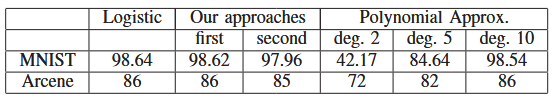 Logistic Our approaches Polynomial Approx.
first second deg. 2 deg. 5 deg. 10
MNIST 98.64 98.62 97.96 42.17 84.64 98.54
Arcene 86 86 85 72 82 86